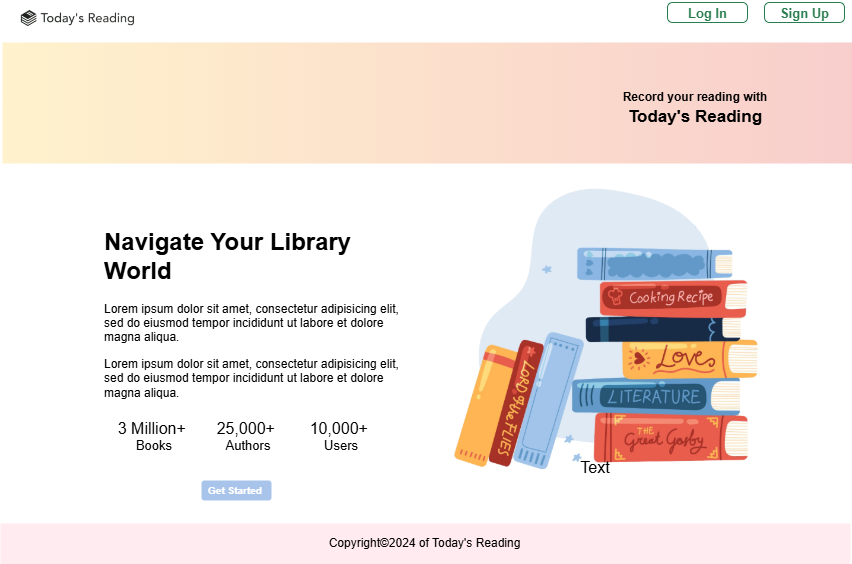 Today's Reading
Log In
Sign Up
Record your reading with
Today's Reading
Navigate Your Library
World
Lorem ipsum dolor sit amet, consectetur adipisicing elit,
sed do eiusmod tempor incididunt ut labore et dolore
magna aliqua.
Lorem ipsum dolor sit amet, consectetur adipisicing elit,
sed do eiusmod tempor incididunt ut labore et dolore
magna aliqua.
3 Million+
Books
25,000+
Authors
10,000+
Users
Get Started
Cooking Recipe
Loves
LITERATURE
THE
Great Gasby
LORD of the FLIES
Text
Copyright©2024 of Today's Reading